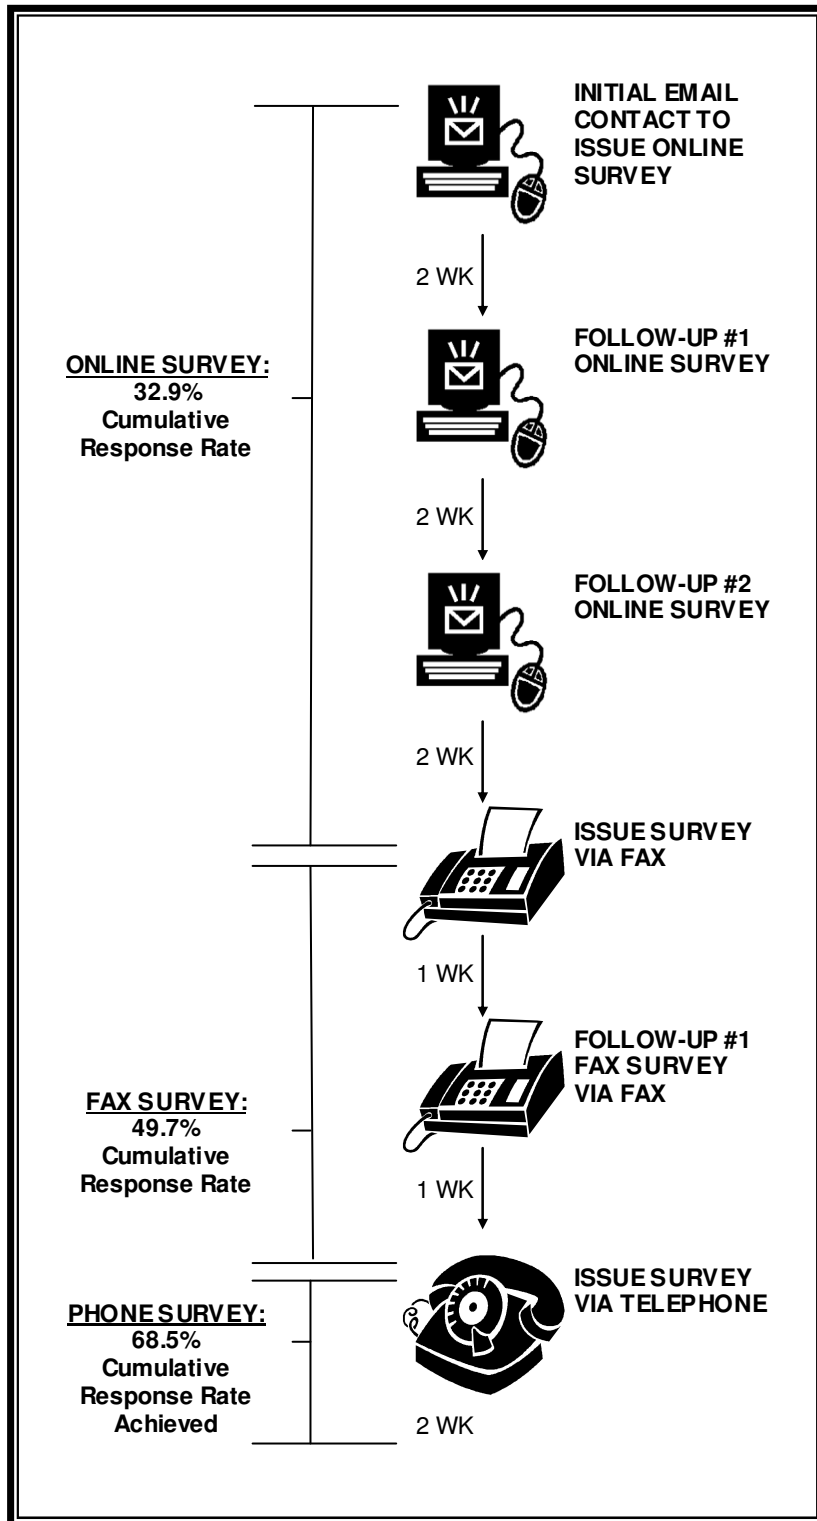 INITIAL EMAIL
CONTACT TO
ISSUE ONLINE
SURVEY
2 WK
FOLLOW-UP #1
ONLINE SURVEY
ONLINE SURVEY:
32.9%
Cumulative
Response Rate
2 WK
FOLLOW-UP #2
ONLINE SURVEY
2 WK
ISSUE SURVEY
VIA FAX
1 WK
FOLLOW-UP #1
FAX SURVEY
VIA FAX
FAX SURVEY:
49.7%
Cumulative
Response Rate
1 WK
ISSUE SURVEY
VIA TELEPHONE
PHONE SURVEY:
68.5%
Cumulative
Response Rate
Achieved
2 WK